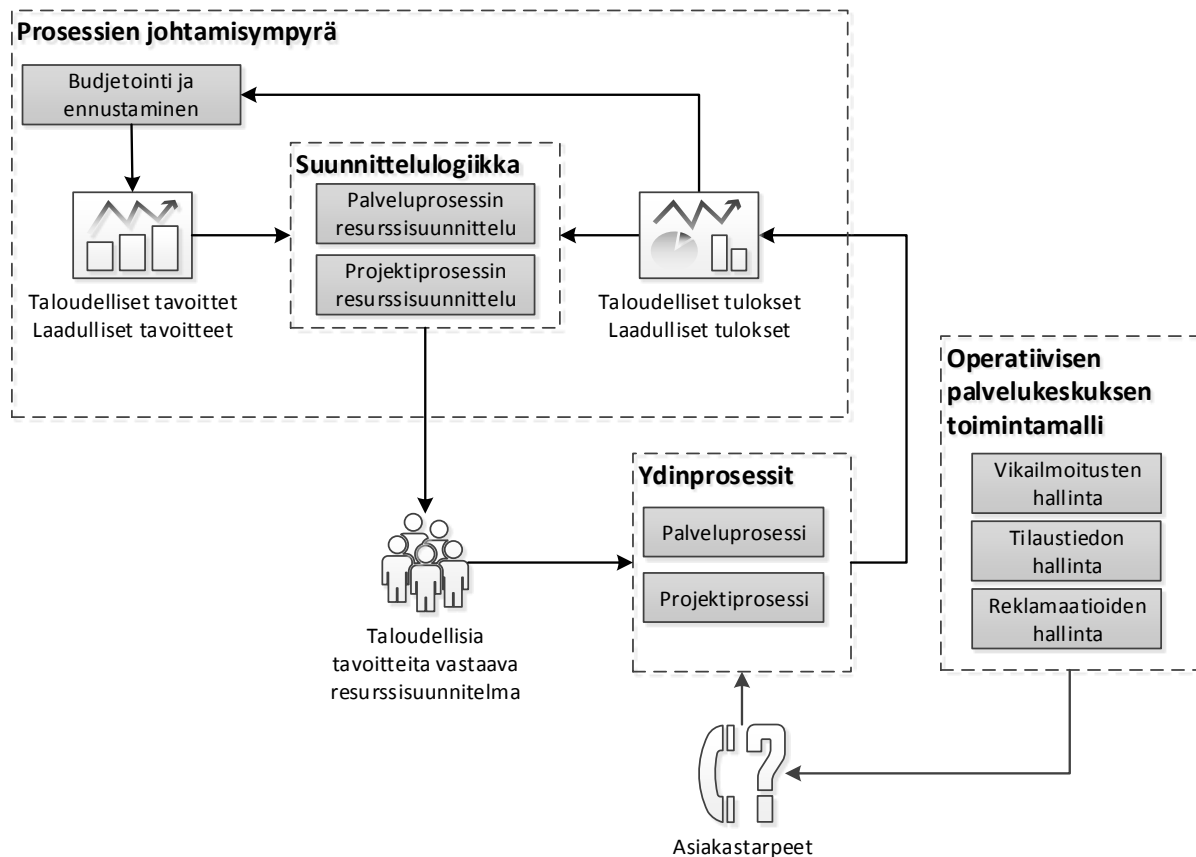 Prosessien johtamisympyrä
Budjetointi ja
ennustaminen
Suunnittelulogiikka
Palveluprosessin
resurssisuunnittelu
Projektiprosessin
resurssisuunnittelu
Taloudelliset tavoittet
Laadulliset tavoitteet
Taloudelliset tulokset
Laadulliset tulokset
Operatiivisen
palvelukeskuksen
toimintamalli
Vikailmoitusten
hallinta
Tilaustiedon
hallinta
Reklamaatioiden
hallinta
Ydinprosessit
Palveluprosessi
Projektiprosessi
Taloudellisia
tavoitteita vastaava
resurssisuunnitelma
Asiakastarpeet